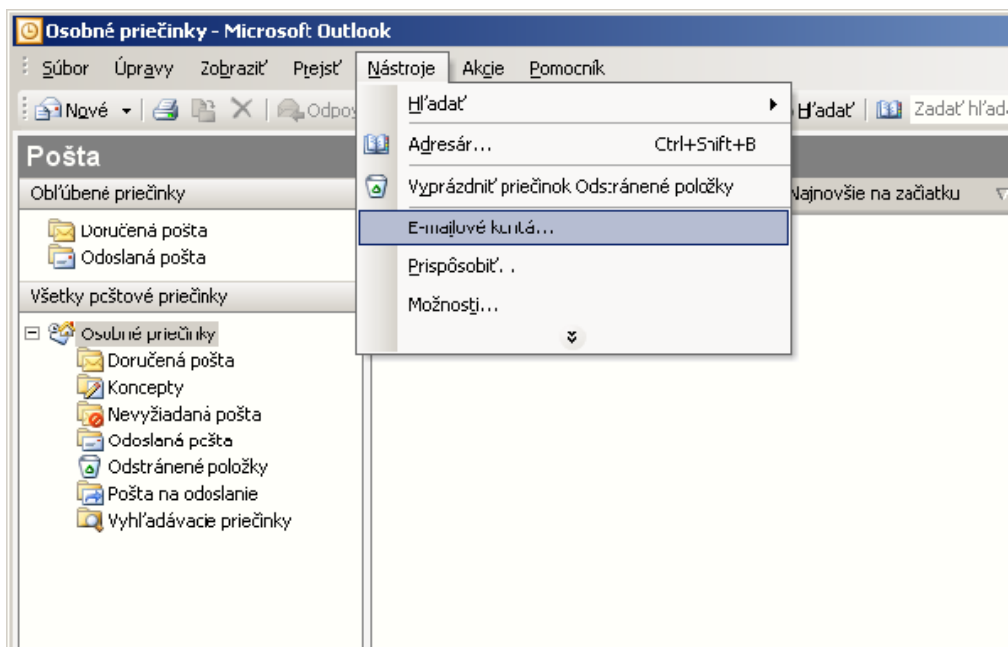 Osobné priečinky - Microsoft Outlook
Súbor Úpravy Zobraziť Prejsť Nástroje Akcie Pomocník
Nové Odpov Hľadať Zadať hľad
Hľadať
Adresár... Ctrl+Shift+B
Vyprázdniť priečinok Odstránené položky
E-mailové kontá...
Prispôsobiť...
Možnosti...
Pošta
Obľúbené priečinky
Najnovšie na začiatku
Doručená pošta
Odoslaná pošta
Všetky poštové priečinky
Osobné priečinky
Doručená pošta
Koncepty
Nevyžiadaná pošta
Odoslaná pošta
Odstránené položky
Pošta na odoslanie
Vyhľadávacie priečinky